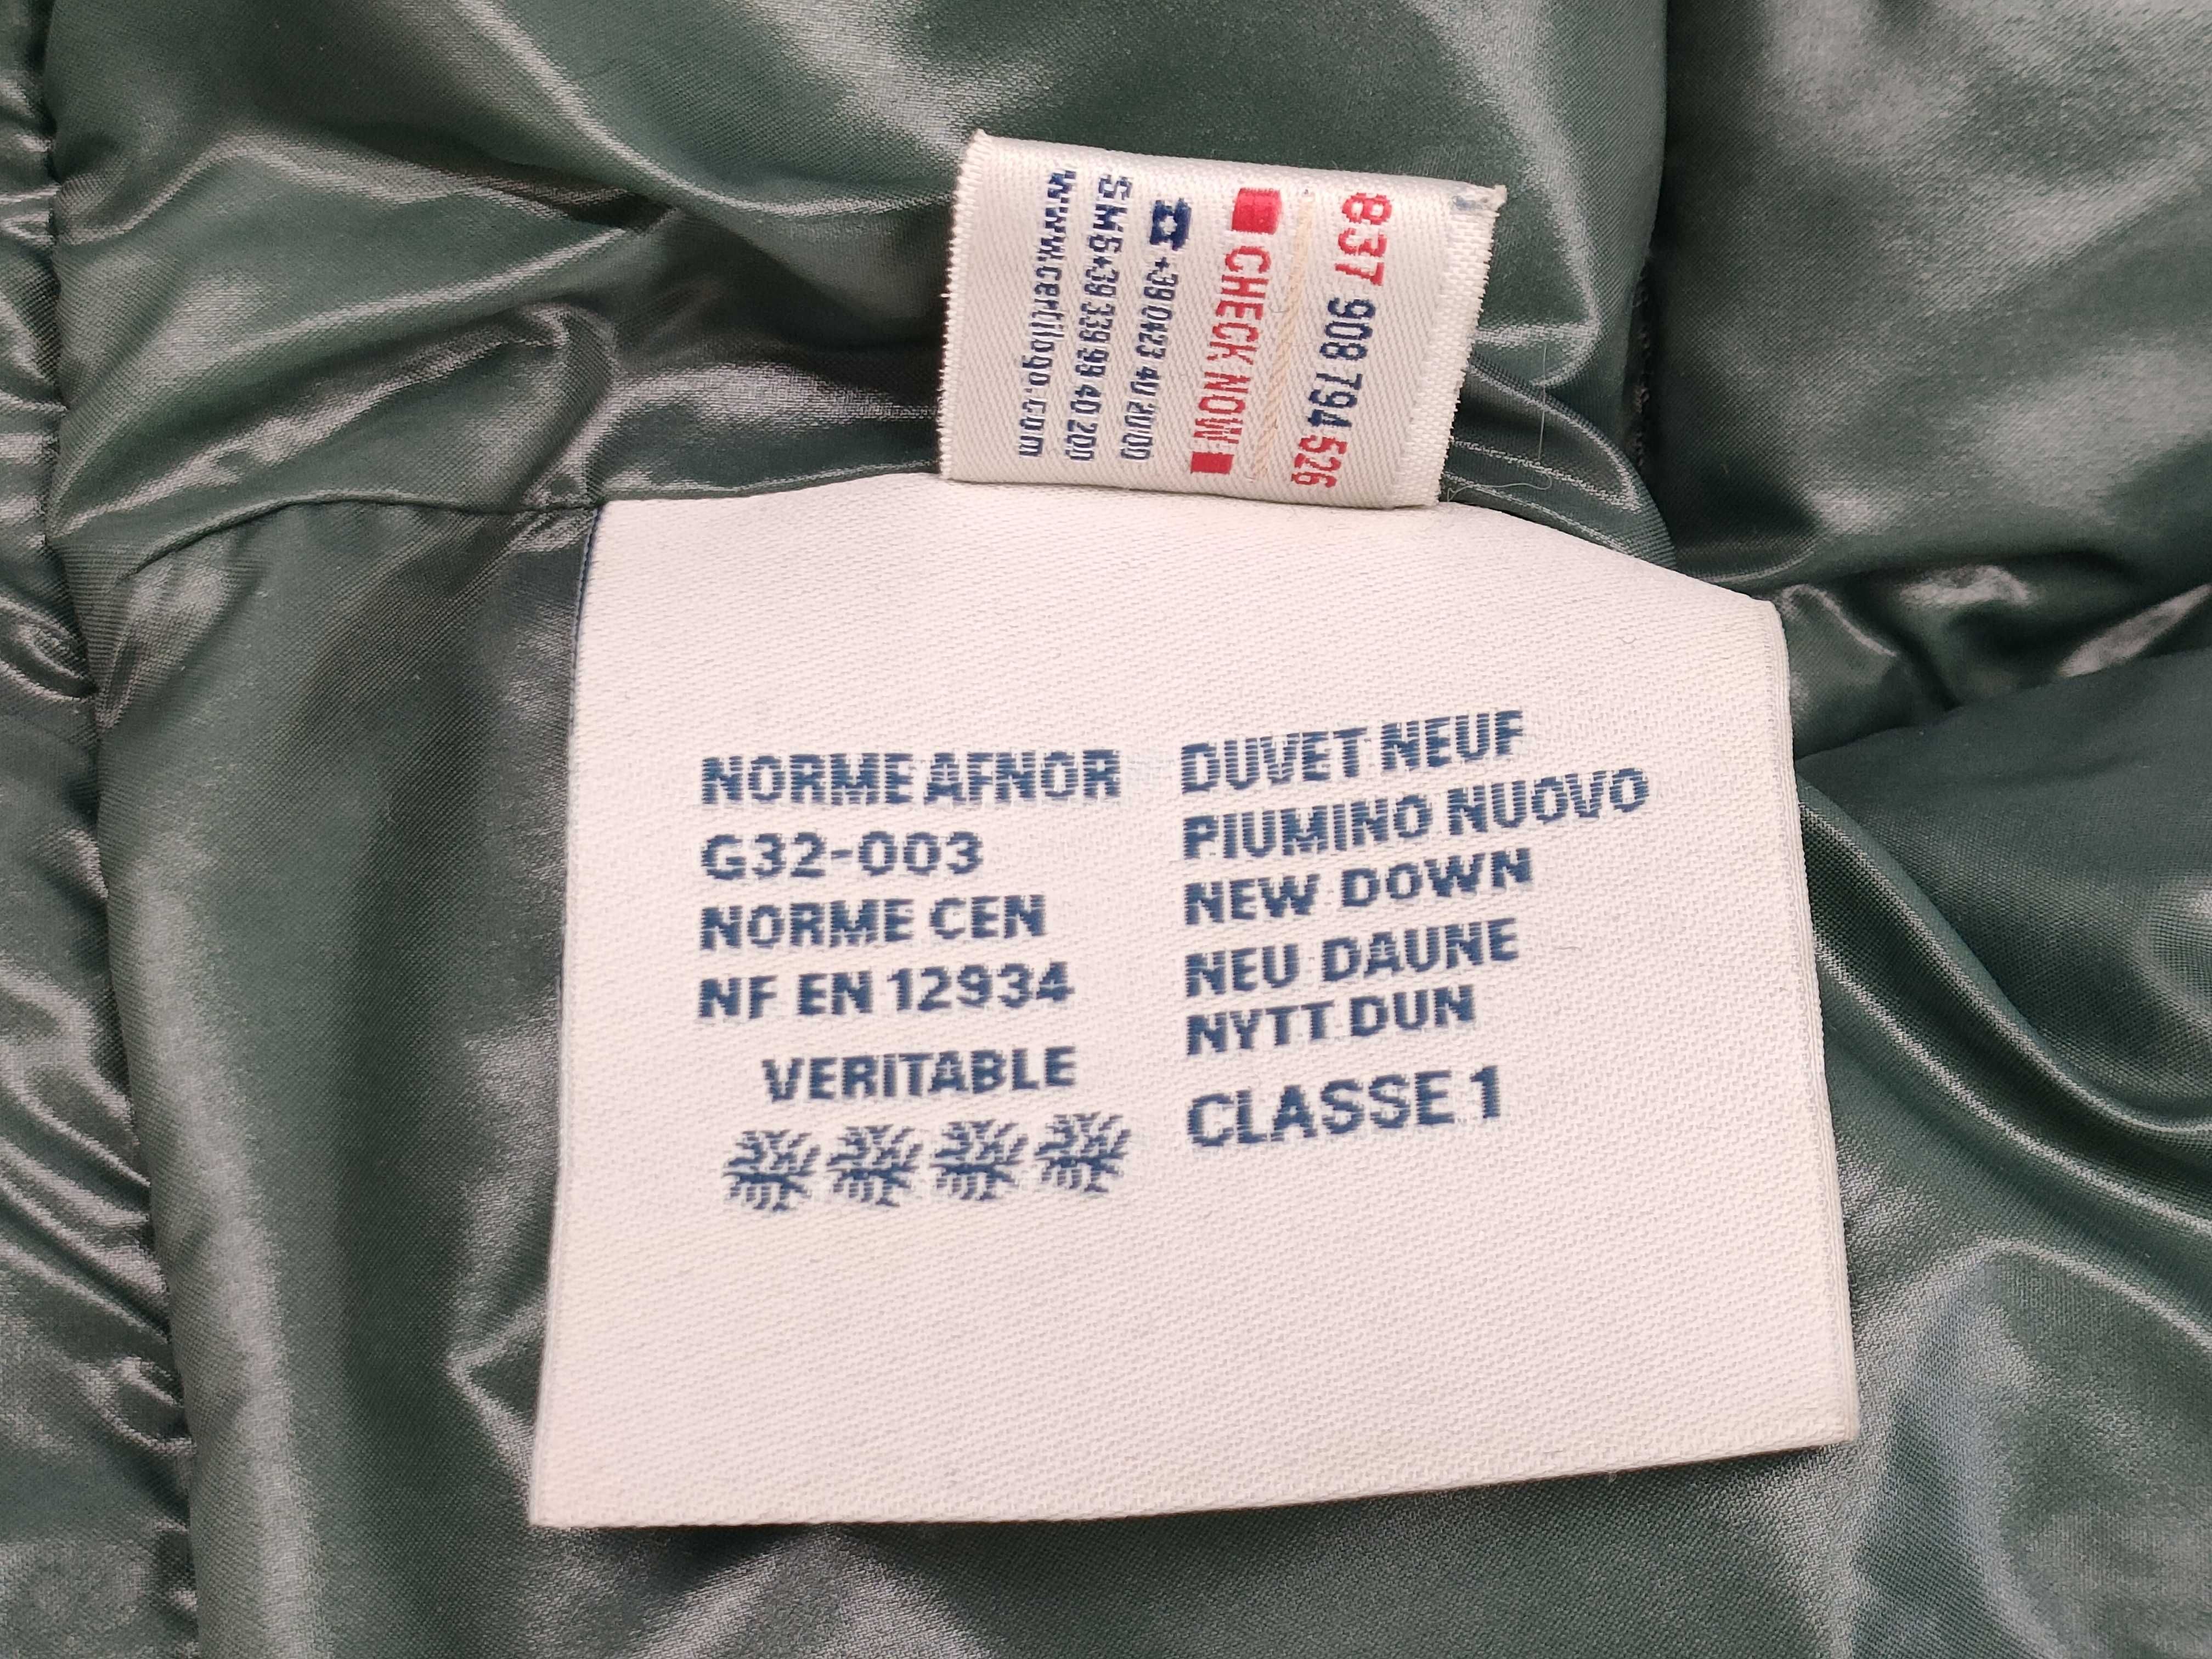 837 908 794 526
CHECK NOW
+39 0423 40 2000
SMS+39 339 99 40 200
www.certilogo.com
NORME AFNOR
G32-003
NORME CEN
NF EN 12934
VERITABLE
DUVET NEUF
PIUMINO NUOVO
NEW DOWN
NEU DAUNE
NYTT DUN
CLASSE 1